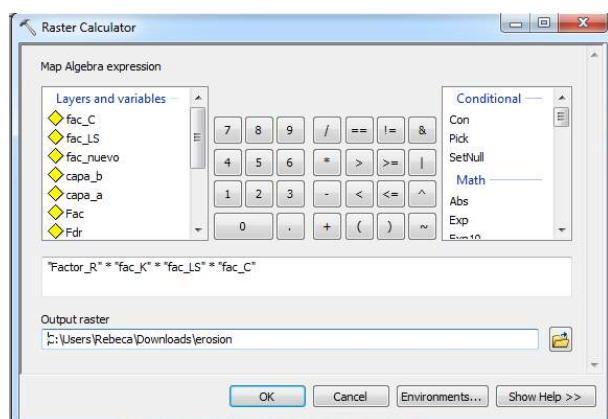 Raster Calculator
Map Algebra expression
Layers and variables
fac_C
fac_LS
fac_nuevo
capa_b
capa_a
Fac
Fdr
7 8 9 / == != &
4 5 6 * > >= |
1 2 3 - < <= ^
0 . + ( ) ~
Conditional
Con
Pick
SetNull
Math
Abs
Exp
Exp10
"Factor_R" * "fac_K" * "fac_LS" * "fac_C"
Output raster
C:\Users\Rebeca\Downloads\erosion
OK Cancel Environments... Show Help >>